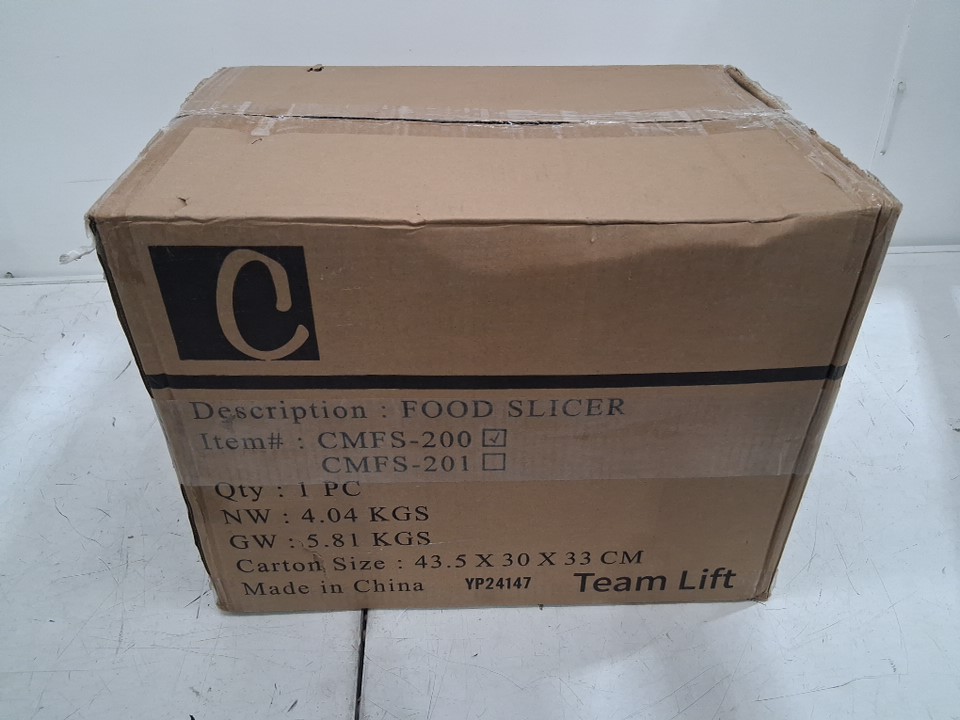 C
Description : FOOD SLICER
Item# : CMFS-200 ☑
CMFS-201 ☐
Qty : 1 PC
NW : 4.04 KGS
GW : 5.81 KGS
Carton Size : 43.5 X 30 X 33 CM
Made in China YP24147 Team Lift